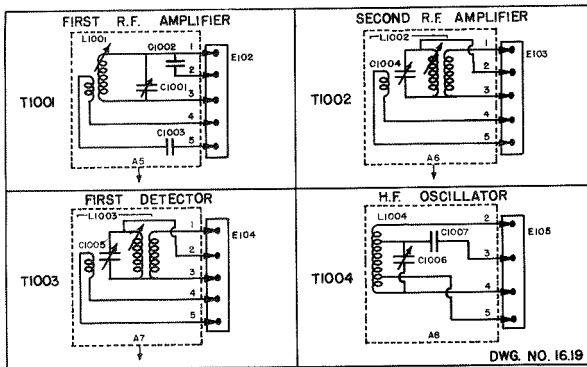 FIRST R.F. AMPLIFIER
L1001
C1002
1
E102
2
C1001
3
T1001
4
C1003
5
A5
SECOND R.F. AMPLIFIER
L1002
1
E103
C1004
2
3
T1002
4
5
A6
FIRST DETECTOR
L1003
1
E104
C1005
2
3
T1003
4
5
A7
H.F. OSCILLATOR
L1004
2
C1007
E105
3
C1006
T1004
4
5
A8
DWG. NO. 16.19